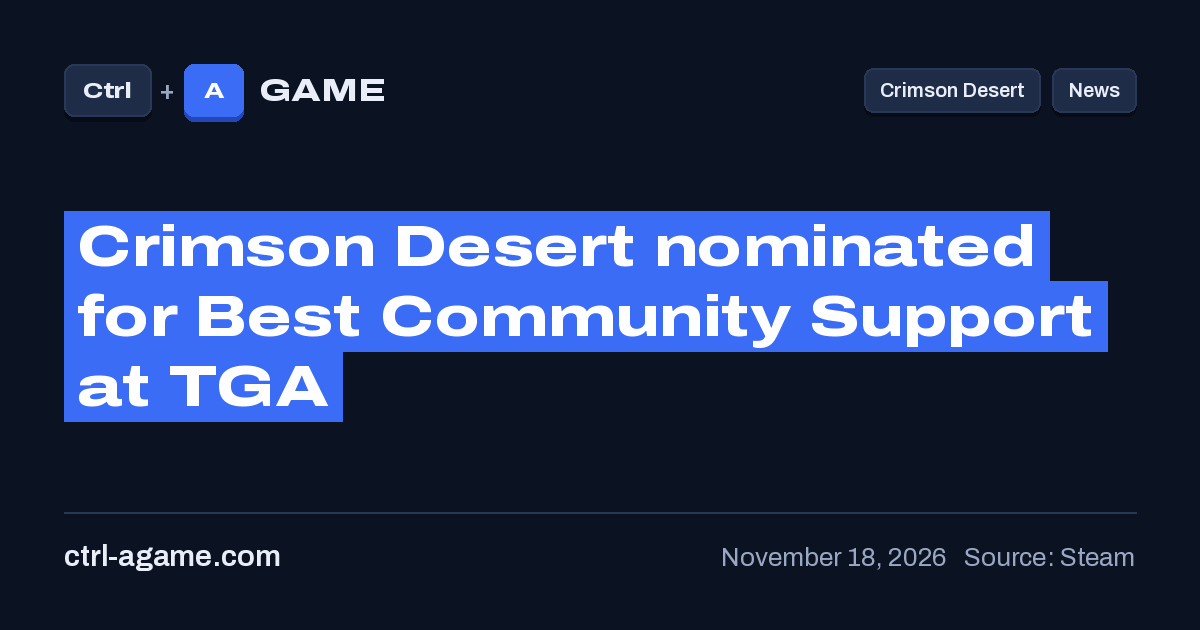 Ctrl + A GAME
Crimson Desert News
Crimson Desert nominated
for Best Community Support
at TGA
ctrl-agame.com
November 18, 2026 Source: Steam